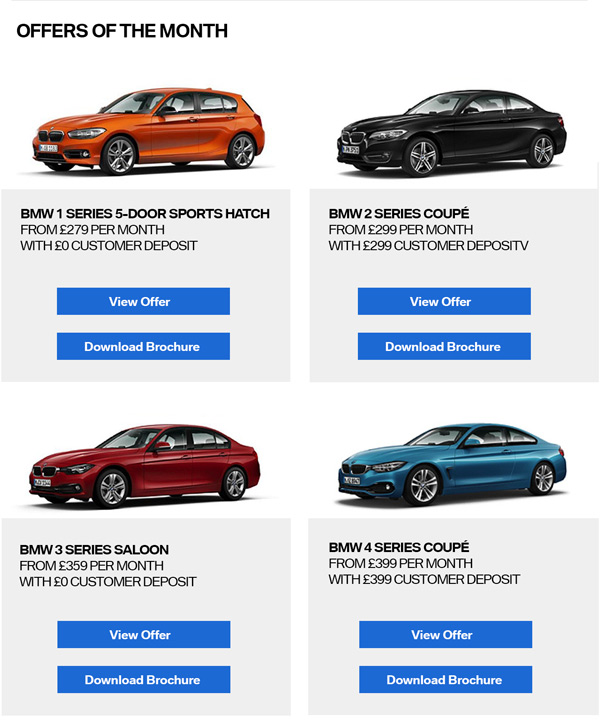 OFFERS OF THE MONTH
BMW 1 SERIES 5-DOOR SPORTS HATCH
FROM £279 PER MONTH
WITH £0 CUSTOMER DEPOSIT
View Offer
Download Brochure
BMW 2 SERIES COUPÉ
FROM £299 PER MONTH
WITH £299 CUSTOMER DEPOSITV
View Offer
Download Brochure
BMW 3 SERIES SALOON
FROM £359 PER MONTH
WITH £0 CUSTOMER DEPOSIT
View Offer
Download Brochure
BMW 4 SERIES COUPÉ
FROM £399 PER MONTH
WITH £399 CUSTOMER DEPOSIT
View Offer
Download Brochure